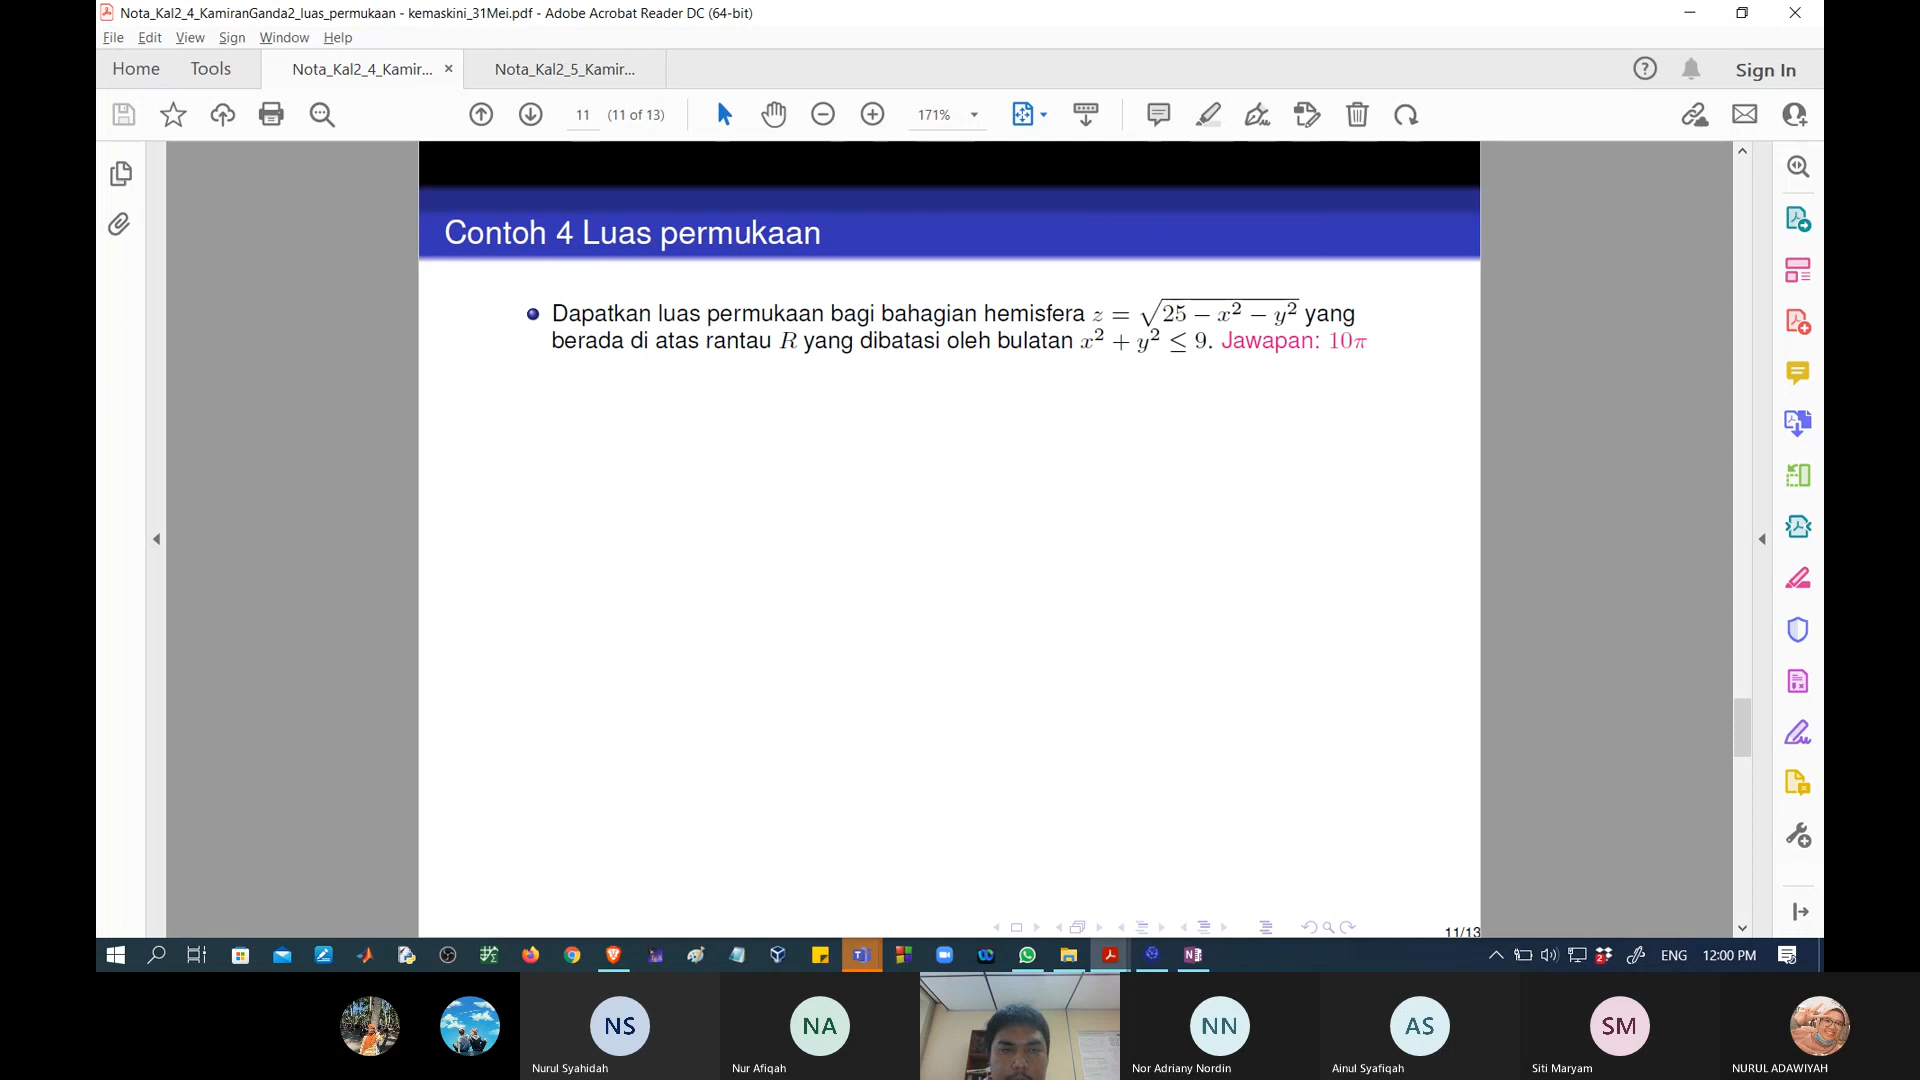 Nota_Kal2_4_KamiranGanda2_luas_permukaan - kemaskini_31Mei.pdf - Adobe Acrobat Reader DC (64-bit)
File Edit View Sign Window Help
Home Tools Nota_Kal2_4_Kamir... × Nota_Kal2_5_Kamir... Sign In
11 (11 of 13) 171%
Contoh 4 Luas permukaan
Dapatkan luas permukaan bagi bahagian hemisfera z = √(25 − x² − y²) yang
berada di atas rantau R yang dibatasi oleh bulatan x² + y² ≤ 9. Jawapan: 10π
11/13
ENG 12:00 PM
NS NA NN AS SM
Nurul Syahidah Nur Afiqah Nor Adriany Nordin Ainul Syafiqah Siti Maryam NURUL ADAWIYAH